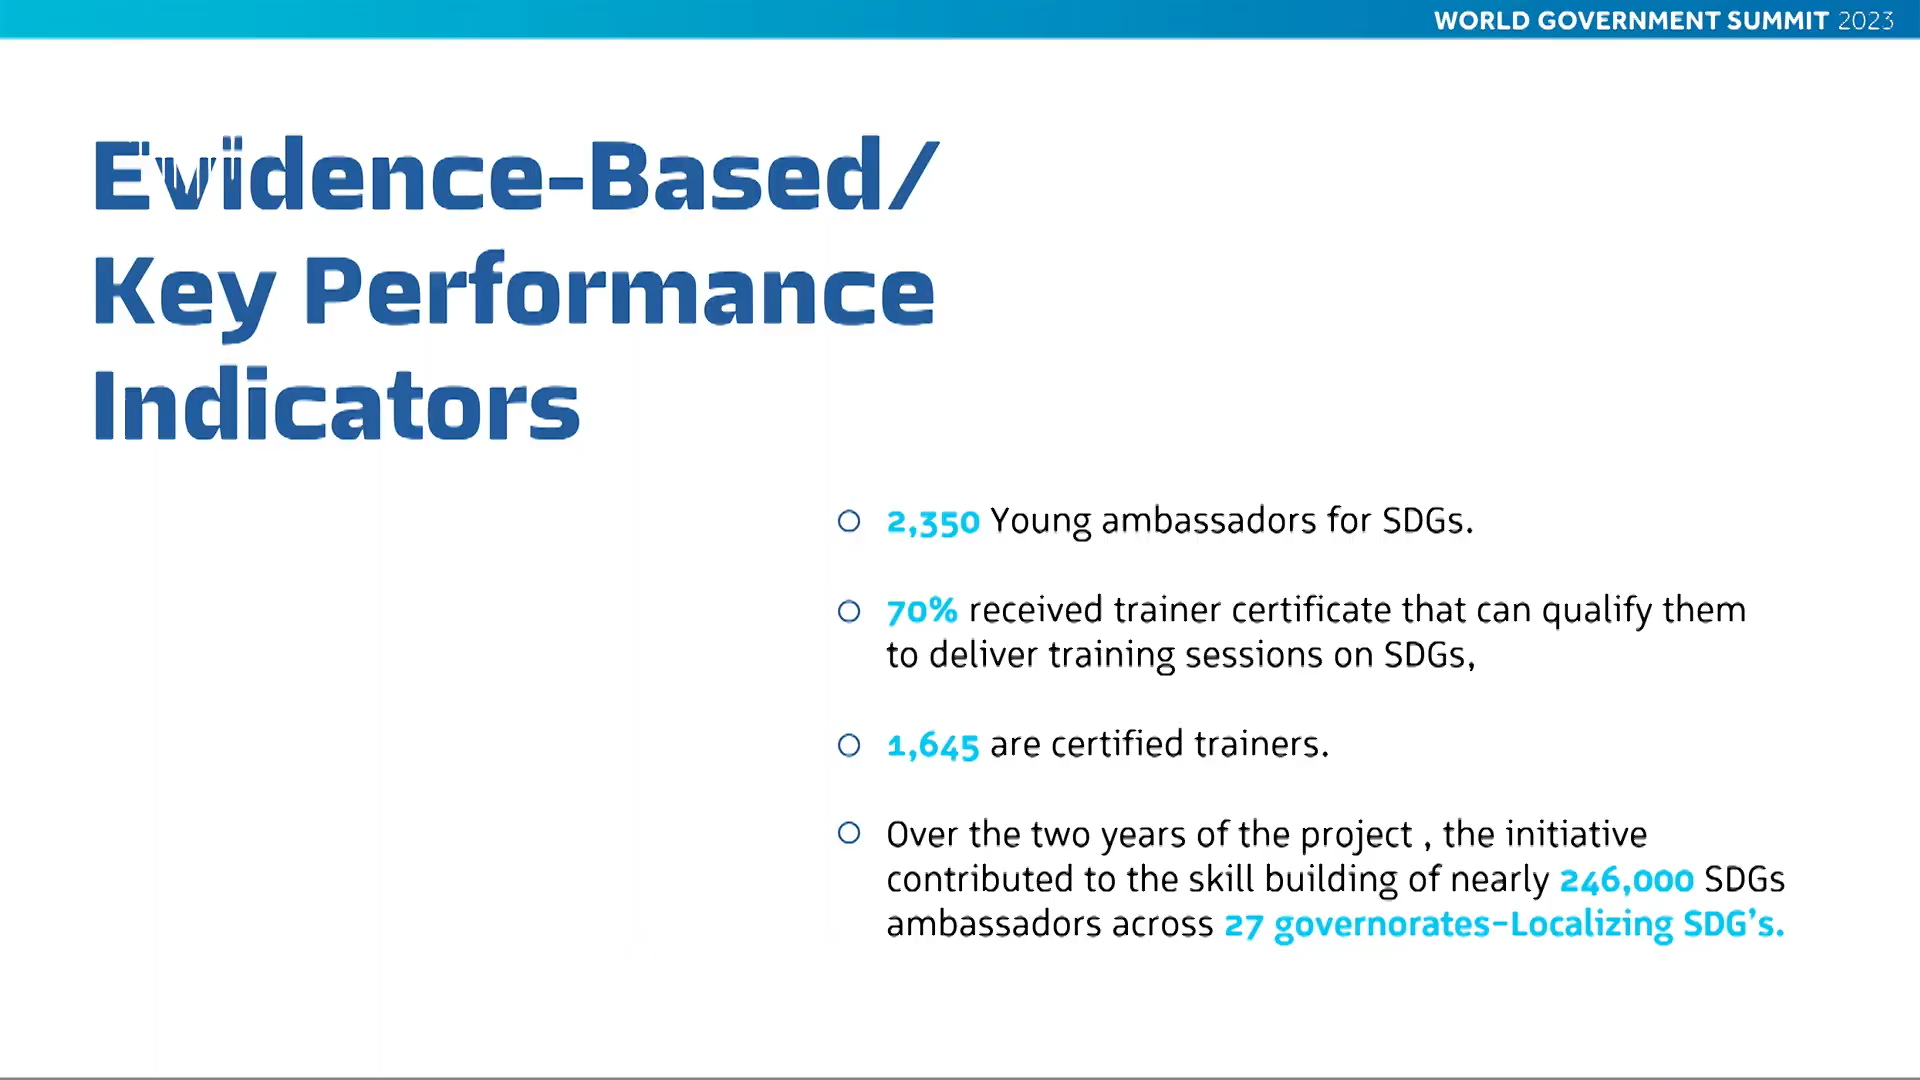 WORLD GOVERNMENT SUMMIT 2023
Evidence-Based/
Key Performance
Indicators
2,350 Young ambassadors for SDGs.
70% received trainer certificate that can qualify them
to deliver training sessions on SDGs,
1,645 are certified trainers.
Over the two years of the project , the initiative
contributed to the skill building of nearly 246,000 SDGs
ambassadors across 27 governorates-Localizing SDG's.